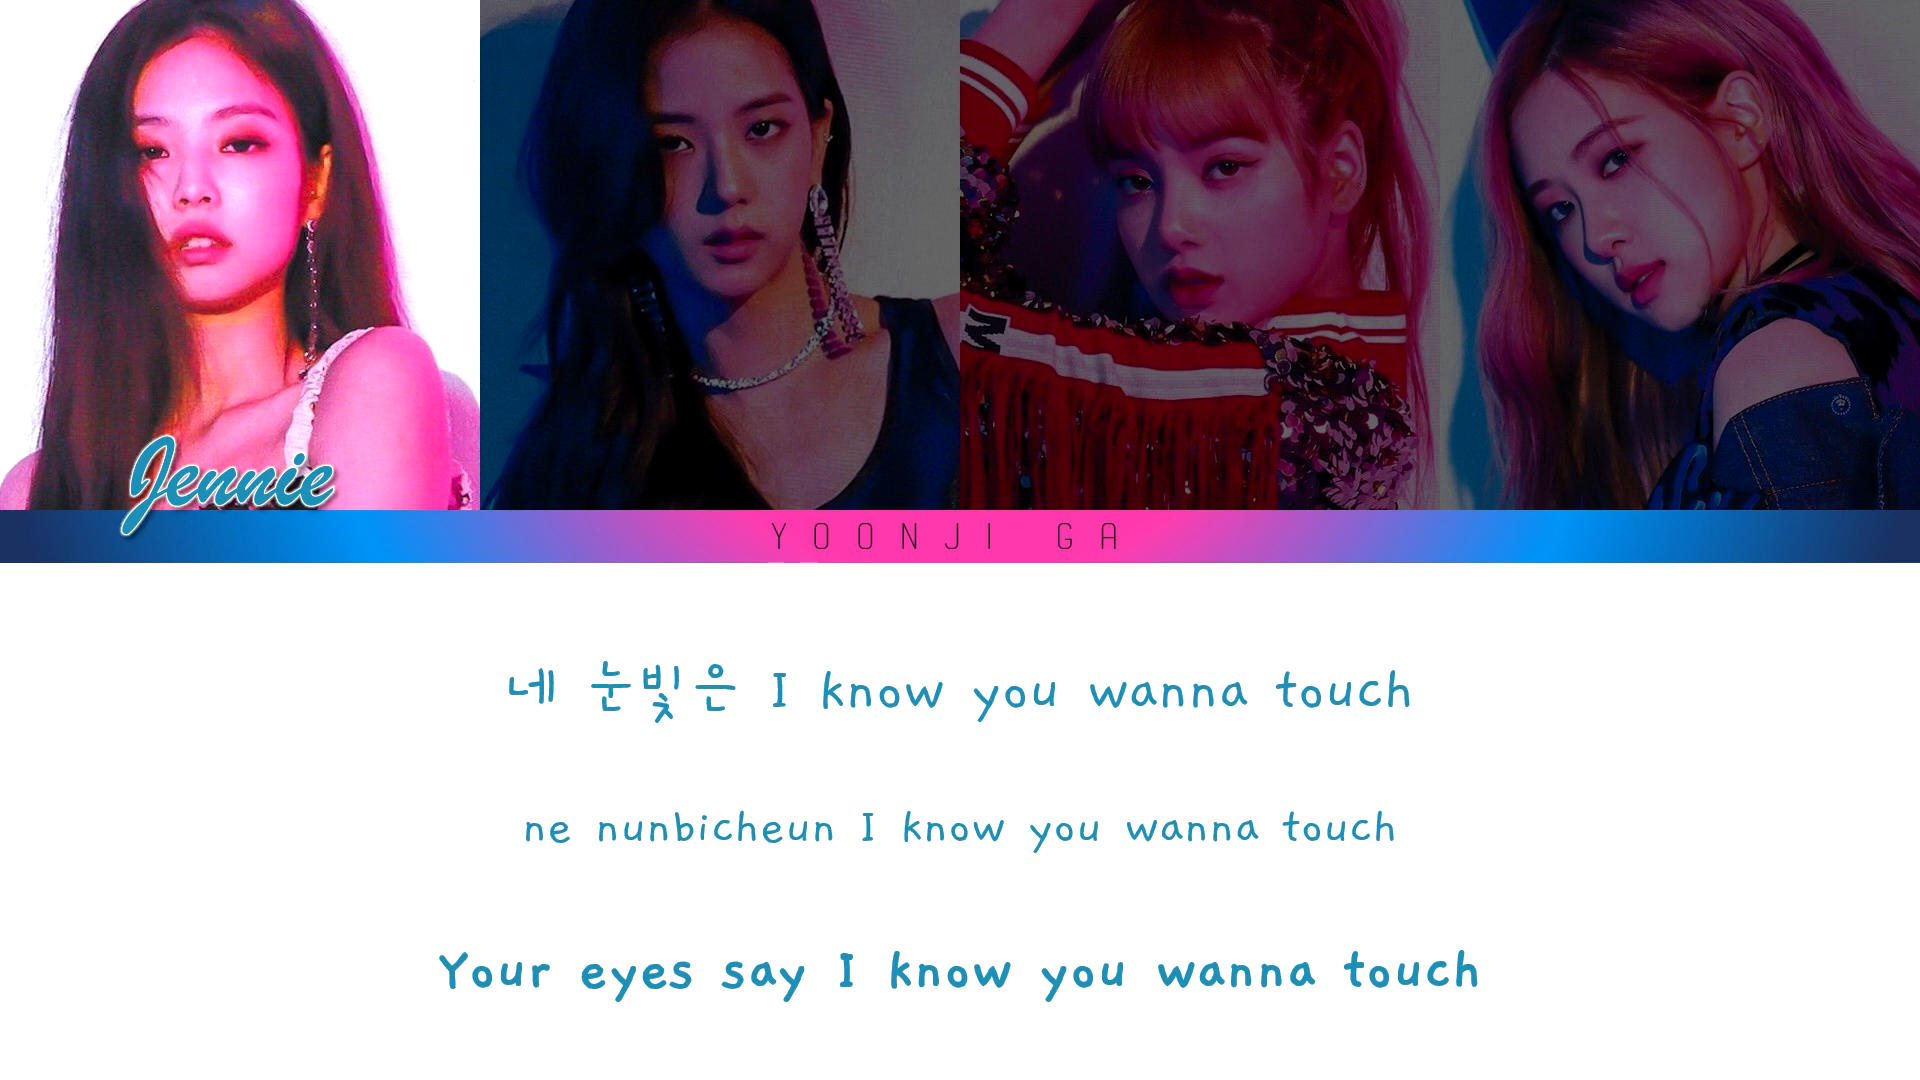 Jennie
YOONJI GA
네 눈빛은 I know you wanna touch
ne nunbicheun I know you wanna touch
Your eyes say I know you wanna touch